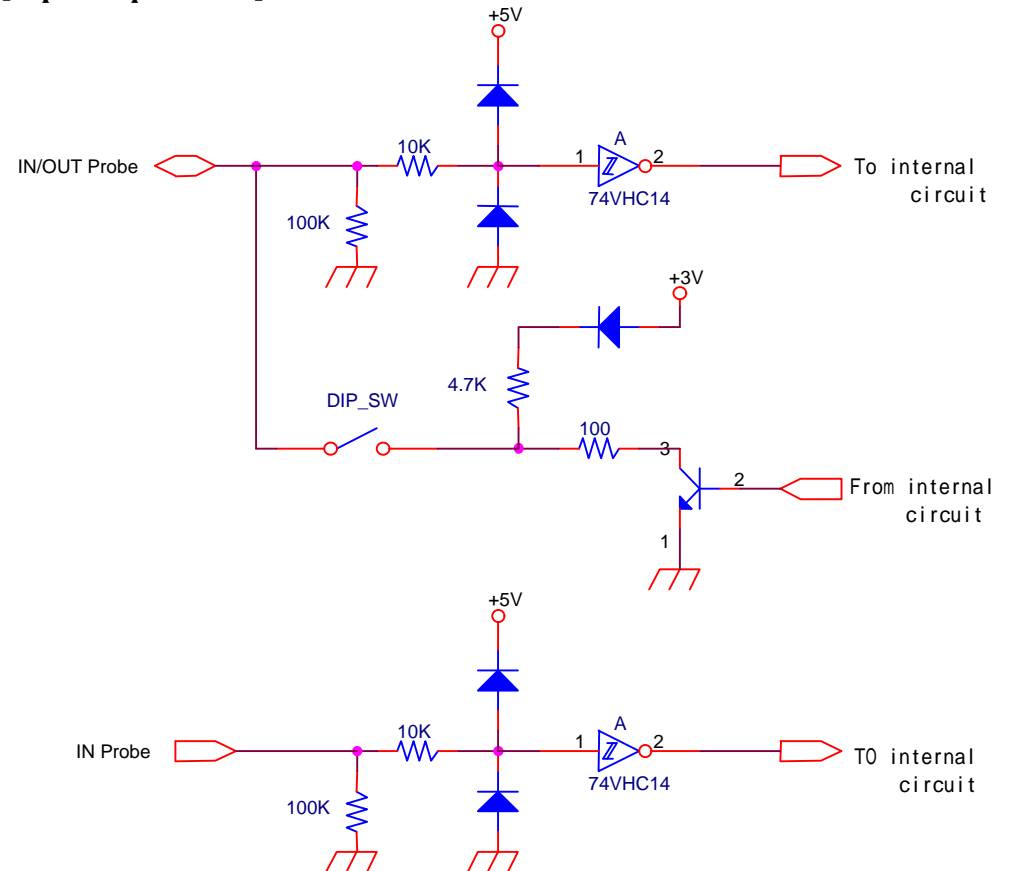 +5V
10K
A
IN/OUT Probe
1
2
To internal
circuit
74VHC14
100K
+3V
4.7K
DIP_SW
100
3
2
From internal
circuit
1
+5V
10K
A
IN Probe
1
2
TO internal
circuit
74VHC14
100K